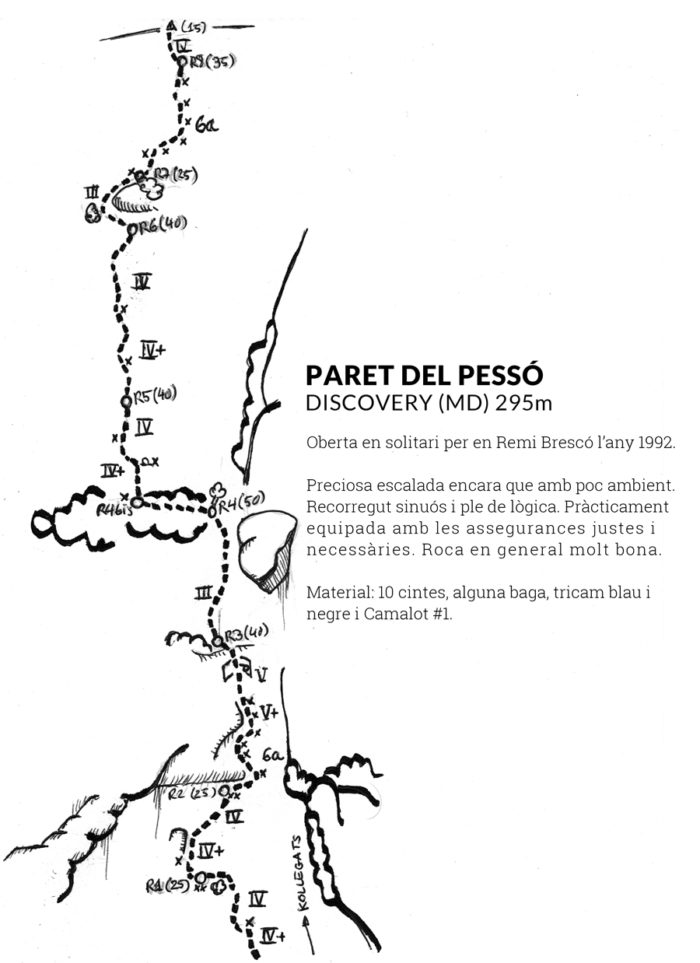 (15)
IV
R8(35)
6a
R7(25)
III
R6(40)
IV
IV+
R5(40)
IV
IV+
R4bis
R4(50)
III
R3(40)
V
V+
6a
R2(25)
IV
IV+
R1(25)
IV
IV+
KOLLEGATS
PARET DEL PESSÓ
DISCOVERY (MD) 295m
Oberta en solitari per en Remi Brescó l'any 1992.
Preciosa escalada encara que amb poc ambient.
Recorregut sinuós i ple de lògica. Pràcticament
equipada amb les assegurances justes i
necessàries. Roca en general molt bona.
Material: 10 cintes, alguna baga, tricam blau i
negre i Camalot #1.